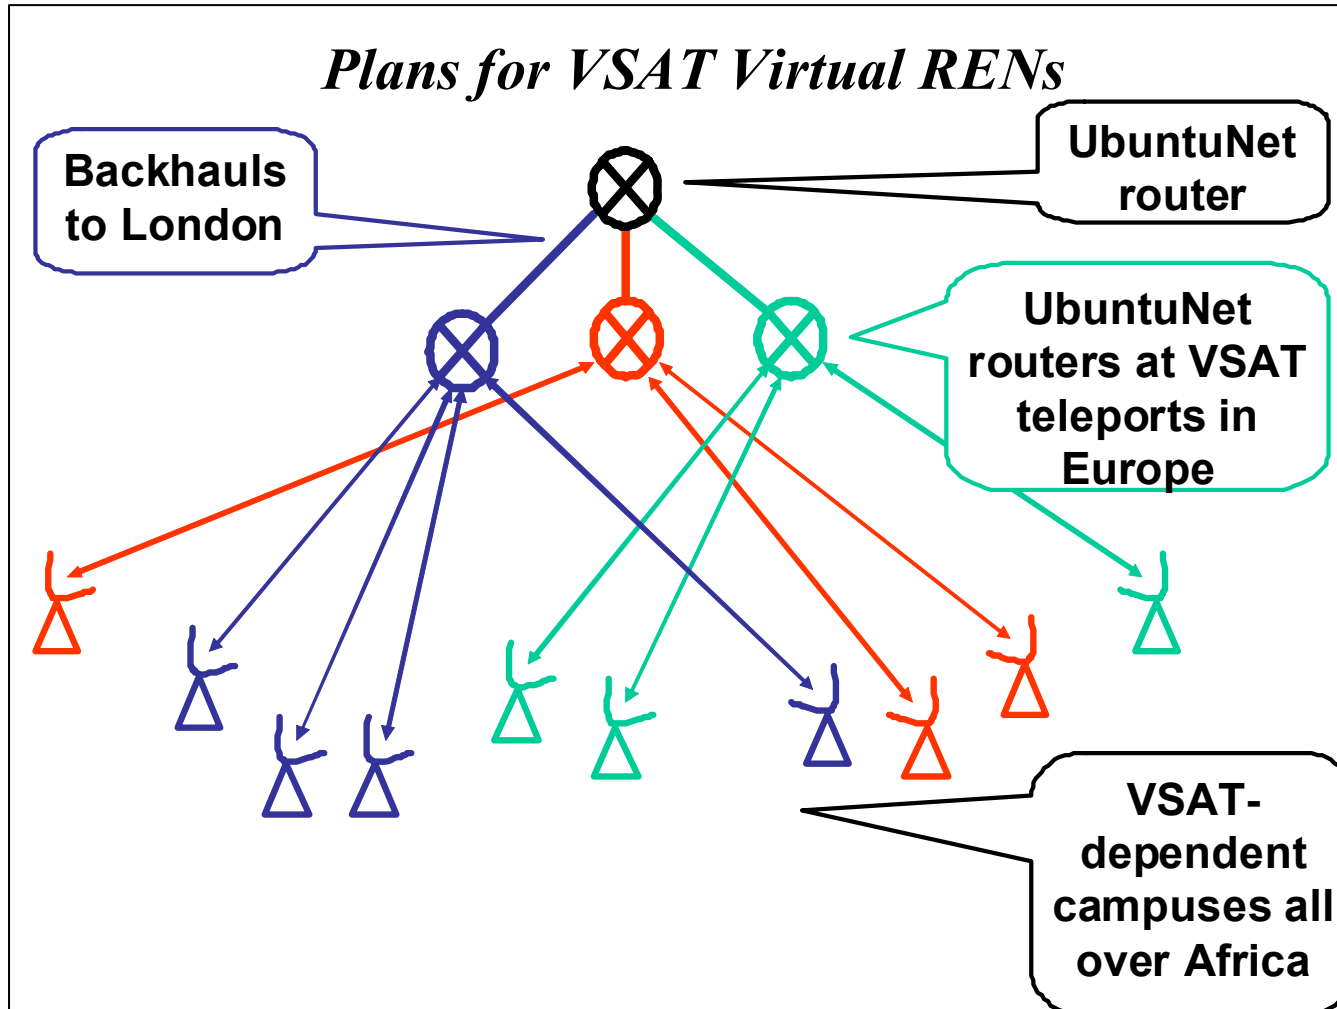 Plans for VSAT Virtual RENs
Backhauls
to London
UbuntuNet
router
UbuntuNet
routers at VSAT
teleports in
Europe
VSAT-
dependent
campuses all
over Africa